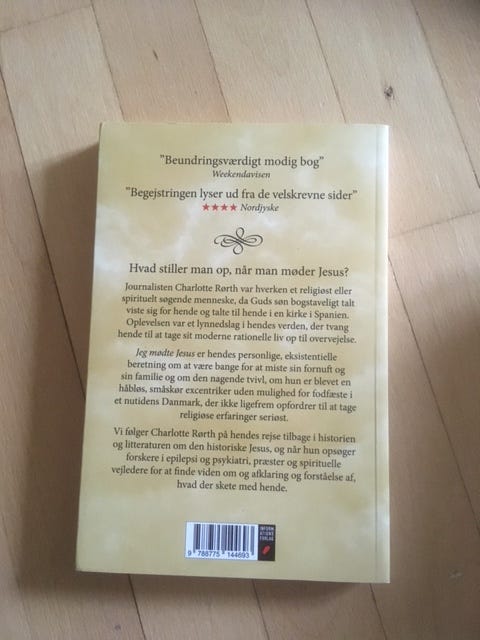 ”Beundringsværdigt modig bog”
Weekendavisen
”Begejstringen lyser ud fra de velskrevne sider”
★★★★ Nordjyske
Hvad stiller man op, når man møder Jesus?
Journalisten Charlotte Rørth var hverken et religiøst eller
spirituelt søgende menneske, da Guds søn bogstaveligt talt
viste sig for hende og talte til hende i en kirke i Spanien.
Oplevelsen var et lynnedslag i hendes verden, der tvang
hende til at tage sit moderne rationelle liv op til overvejelse.
Jeg mødte Jesus er hendes personlige, eksistentielle
beretning om at være bange for at miste sin fornuft og
sin familie og om den nagende tvivl, om hun er blevet en
håbløs, småskør excentriker uden mulighed for fodfæste i
et nutidens Danmark, der ikke ligefrem opfordrer til at tage
religiøse erfaringer seriøst.
Vi følger Charlotte Rørth på hendes rejse tilbage i historien
og litteraturen om den historiske Jesus, og når hun opsøger
forskere i epilepsi og psykiatri, præster og spirituelle
vejledere for at finde viden om og afklaring og forståelse af,
hvad der skete med hende.
9 788775 144693
INFORM
ATIONS
FORLAG